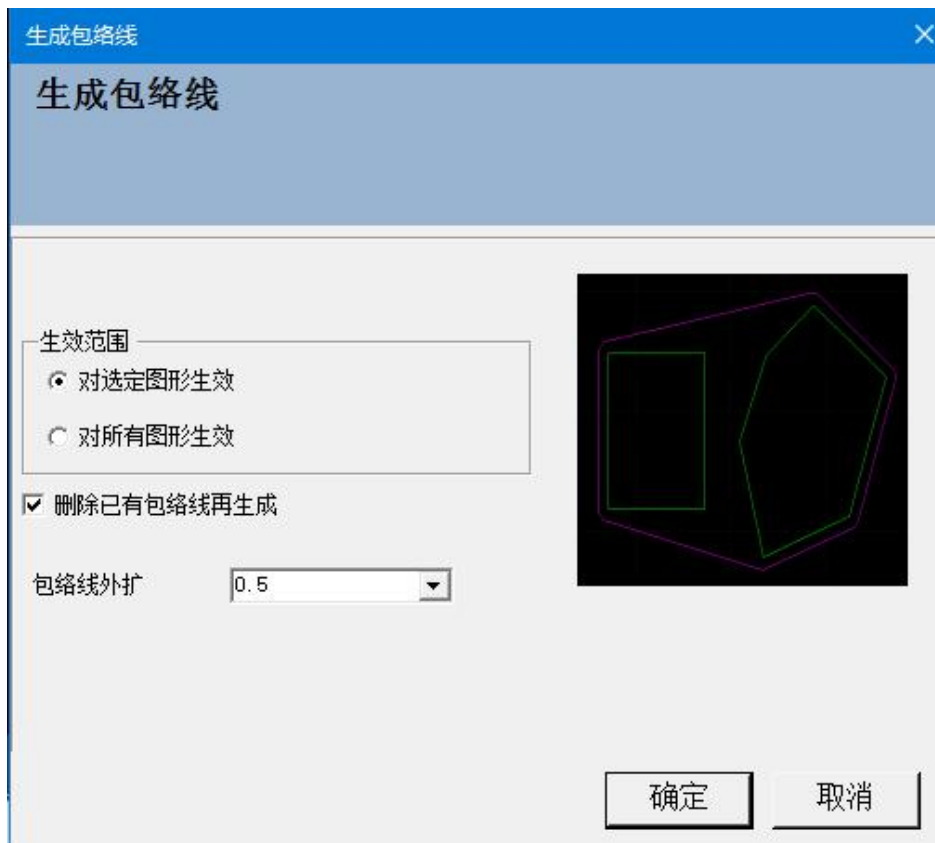 生成包络线
生成包络线
生效范围
对选定图形生效
对所有图形生效
删除已有包络线再生成
包络线外扩 0.5
确定 取消